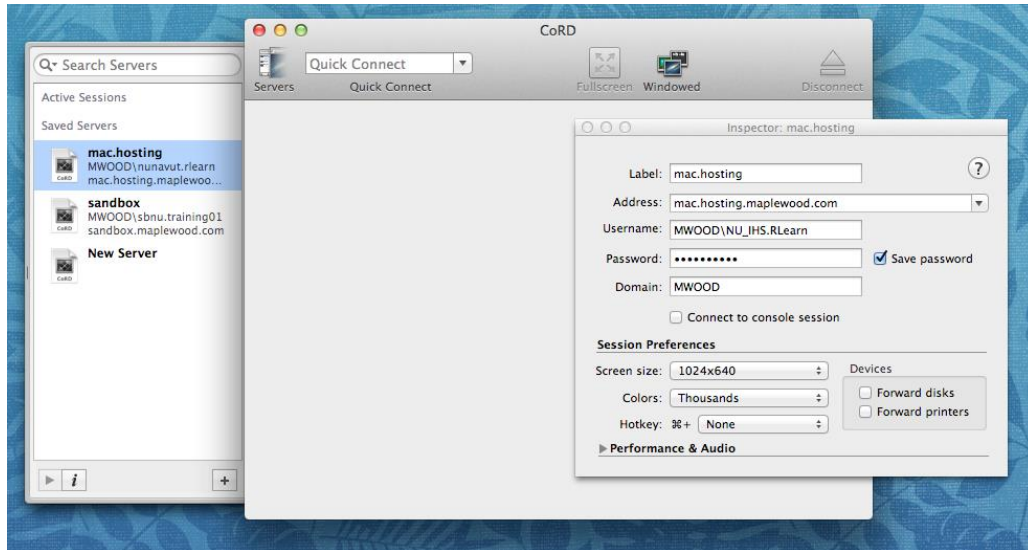 CoRD
Search Servers
Active Sessions
Saved Servers
mac.hosting
MWOOD\nunavut.rlearn
mac.hosting.maplewoo...
sandbox
MWOOD\sbnu.training01
sandbox.maplewood.com
New Server
CoRD
CoRD
CoRD
Quick Connect
Servers
Quick Connect
Fullscreen
Windowed
Disconnect
Inspector: mac.hosting
?
Label: mac.hosting
Address: mac.hosting.maplewood.com
Username: MWOOD\NU_IHS.RLearn
Password: ••••••••••
Save password
Domain: MWOOD
Connect to console session
Session Preferences
Screen size: 1024x640
Devices
Colors: Thousands
Forward disks
Forward printers
Hotkey: ⌘+ None
Performance & Audio
i
+